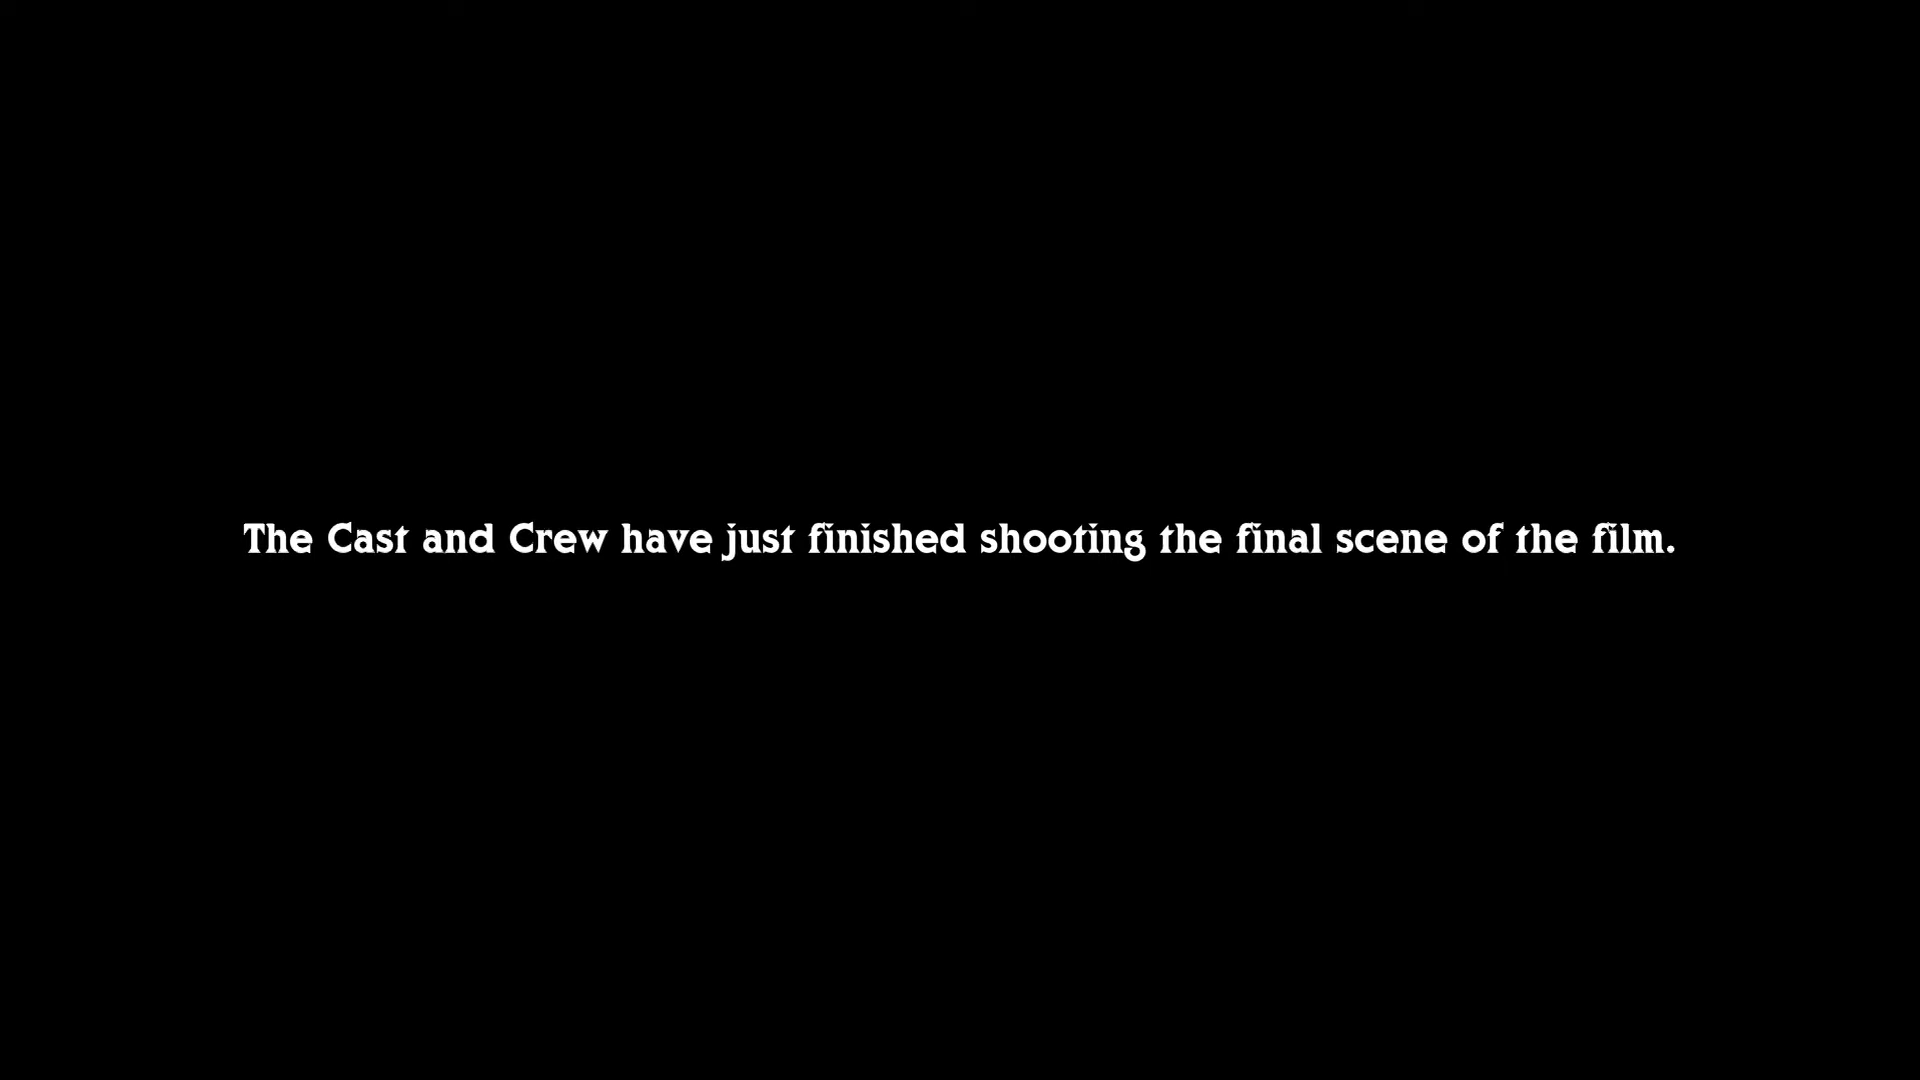 The Cast and Crew have just finished shooting the final scene of the film.